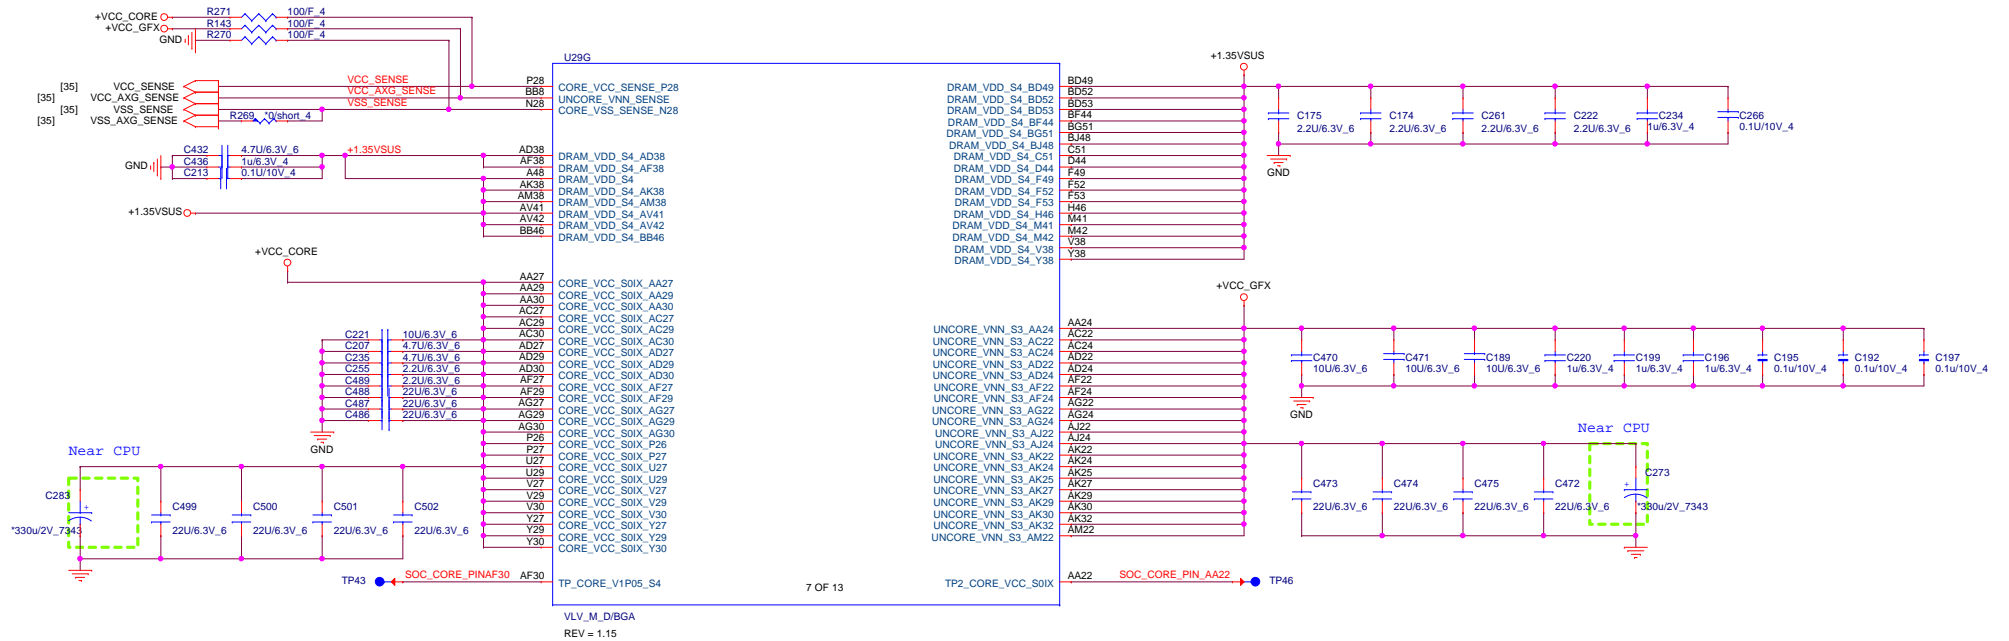 +VCC_CORE R271 100/F_4
+VCC_GFX R143 100/F_4
GND R270 100/F_4
U29G
[35] VCC_SENSE VCC_SENSE P28 CORE_VCC_SENSE_P28
[35] VCC_AXG_SENSE VCC_AXG_SENSE BB8 UNCORE_VNN_SENSE
[35] VSS_SENSE VSS_SENSE N28 CORE_VSS_SENSE_N28
[35] VSS_AXG_SENSE R269 *0/short_4
C432 4.7U/6.3V_6 +1.35VSUS AD38 DRAM_VDD_S4_AD38
GND C436 1u/6.3V_4 AF38 DRAM_VDD_S4_AF38
C213 0.1U/10V_4 A48 DRAM_VDD_S4
AK38 DRAM_VDD_S4_AK38
AM38 DRAM_VDD_S4_AM38
+1.35VSUS AV41 DRAM_VDD_S4_AV41
AV42 DRAM_VDD_S4_AV42
BB46 DRAM_VDD_S4_BB46
+VCC_CORE
AA27 CORE_VCC_S0IX_AA27
AA29 CORE_VCC_S0IX_AA29
AA30 CORE_VCC_S0IX_AA30
AC27 CORE_VCC_S0IX_AC27
AC29 CORE_VCC_S0IX_AC29
C221 10U/6.3V_6 AC30 CORE_VCC_S0IX_AC30
C207 4.7U/6.3V_6 AD27 CORE_VCC_S0IX_AD27
C235 4.7U/6.3V_6 AD29 CORE_VCC_S0IX_AD29
C255 2.2U/6.3V_6 AD30 CORE_VCC_S0IX_AD30
C489 2.2U/6.3V_6 AF27 CORE_VCC_S0IX_AF27
C488 22U/6.3V_6 AF29 CORE_VCC_S0IX_AF29
C487 22U/6.3V_6 AG27 CORE_VCC_S0IX_AG27
C486 22U/6.3V_6 AG29 CORE_VCC_S0IX_AG29
AG30 CORE_VCC_S0IX_AG30
GND P26 CORE_VCC_S0IX_P26
P27 CORE_VCC_S0IX_P27
U27 CORE_VCC_S0IX_U27
U29 CORE_VCC_S0IX_U29
V27 CORE_VCC_S0IX_V27
V29 CORE_VCC_S0IX_V29
V30 CORE_VCC_S0IX_V30
Y27 CORE_VCC_S0IX_Y27
Y29 CORE_VCC_S0IX_Y29
Y30 CORE_VCC_S0IX_Y30
Near CPU
C283 C499 C500 C501 C502
*330u/2V_7343 22U/6.3V_6 22U/6.3V_6 22U/6.3V_6 22U/6.3V_6
TP43 SOC_CORE_PINAF30 AF30 TP_CORE_V1P05_S4
7 OF 13
VLV_M_D/BGA
REV = 1.15
+1.35VSUS
DRAM_VDD_S4_BD49 BD49
DRAM_VDD_S4_BD52 BD52
DRAM_VDD_S4_BD53 BD53
DRAM_VDD_S4_BF44 BF44
DRAM_VDD_S4_BG51 BG51
DRAM_VDD_S4_BJ48 BJ48
DRAM_VDD_S4_C51 C51
DRAM_VDD_S4_D44 D44
DRAM_VDD_S4_F49 F49
DRAM_VDD_S4_F52 F52
DRAM_VDD_S4_F53 F53
DRAM_VDD_S4_H46 H46
DRAM_VDD_S4_M41 M41
DRAM_VDD_S4_M42 M42
DRAM_VDD_S4_V38 V38
DRAM_VDD_S4_Y38 Y38
C175 C174 C261 C222 C234 C266
2.2U/6.3V_6 2.2U/6.3V_6 2.2U/6.3V_6 2.2U/6.3V_6 1u/6.3V_4 0.1U/10V_4
GND
+VCC_GFX
UNCORE_VNN_S3_AA24 AA24
UNCORE_VNN_S3_AC22 AC22
UNCORE_VNN_S3_AC24 AC24
UNCORE_VNN_S3_AD22 AD22
UNCORE_VNN_S3_AD24 AD24
UNCORE_VNN_S3_AF22 AF22
UNCORE_VNN_S3_AF24 AF24
UNCORE_VNN_S3_AG22 AG22
UNCORE_VNN_S3_AG24 AG24
UNCORE_VNN_S3_AJ22 AJ22
UNCORE_VNN_S3_AJ24 AJ24
UNCORE_VNN_S3_AK22 AK22
UNCORE_VNN_S3_AK24 AK24
UNCORE_VNN_S3_AK25 AK25
UNCORE_VNN_S3_AK27 AK27
UNCORE_VNN_S3_AK29 AK29
UNCORE_VNN_S3_AK30 AK30
UNCORE_VNN_S3_AK32 AK32
UNCORE_VNN_S3_AM22 AM22
C470 C471 C189 C220 C199 C196 C195 C192 C197
10U/6.3V_6 10U/6.3V_6 10U/6.3V_6 1u/6.3V_4 1u/6.3V_4 1u/6.3V_4 0.1u/10V_4 0.1u/10V_4 0.1u/10V_4
GND
Near CPU
C473 C474 C475 C472 C273
22U/6.3V_6 22U/6.3V_6 22U/6.3V_6 22U/6.3V_6 *330u/2V_7343
TP2_CORE_VCC_S0IX AA22 SOC_CORE_PIN_AA22 TP46